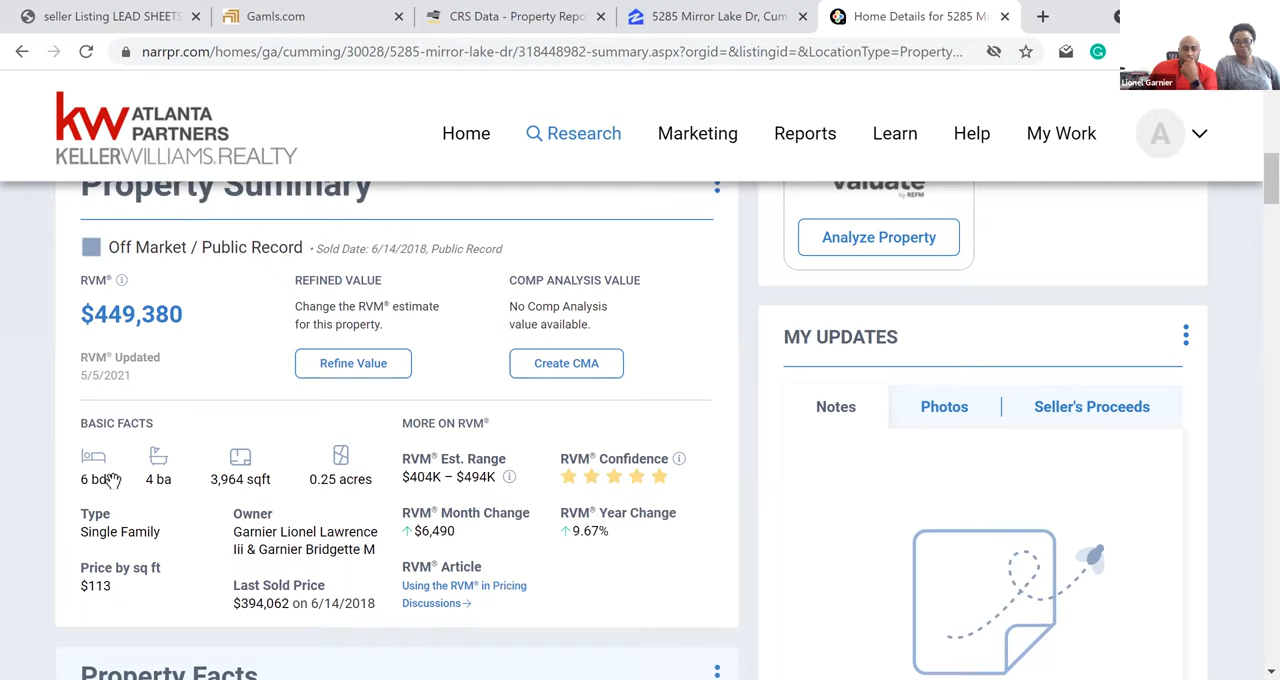 seller Listing LEAD SHEETS
Gamls.com
CRS Data - Property Repo
5285 Mirror Lake Dr, Cum
Home Details for 5285 Mi
narrpr.com/homes/ga/cumming/30028/5285-mirror-lake-dr/318448982-summary.aspx?orgid=&listingid=&LocationType=Property...
Lionel Garnier
kw ATLANTA
PARTNERS
KELLERWILLIAMS. REALTY
Home
Research
Marketing
Reports
Learn
Help
My Work
A
Property Summary
Off Market / Public Record • Sold Date: 6/14/2018, Public Record
RVM®
$449,380
RVM® Updated
5/5/2021
REFINED VALUE
Change the RVM® estimate
for this property.
Refine Value
COMP ANALYSIS VALUE
No Comp Analysis
value available.
Create CMA
BASIC FACTS
6 bd
4 ba
3,964 sqft
0.25 acres
Type
Single Family
Owner
Garnier Lionel Lawrence
Iii & Garnier Bridgette M
Price by sq ft
$113
Last Sold Price
$394,062 on 6/14/2018
MORE ON RVM®
RVM® Est. Range
$404K – $494K
RVM® Confidence
RVM® Month Change
$6,490
RVM® Year Change
9.67%
RVM® Article
Using the RVM® in Pricing
Discussions
Property Facts
valuate
by REFM
Analyze Property
MY UPDATES
Notes
Photos
Seller's Proceeds